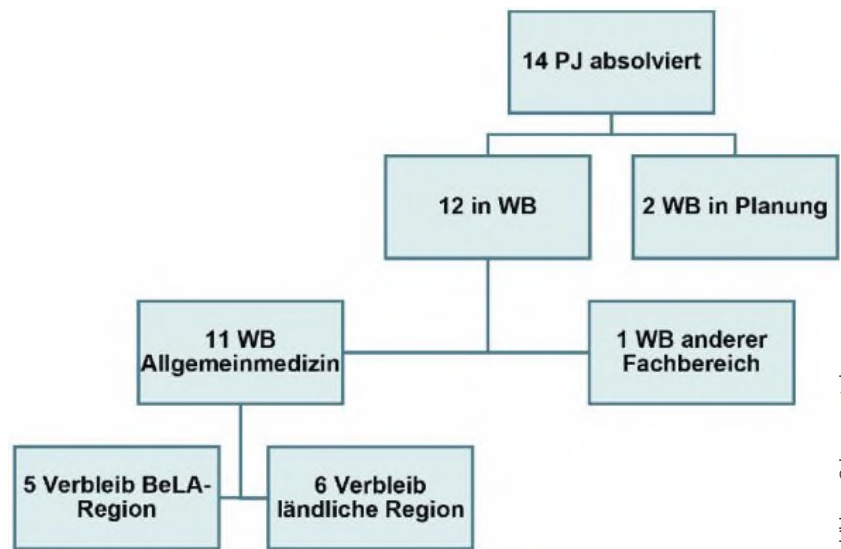 14 PJ absolviert
12 in WB
2 WB in Planung
11 WB
Allgemeinmedizin
1 WB anderer
Fachbereich
5 Verbleib BeLA-
Region
6 Verbleib
ländliche Region